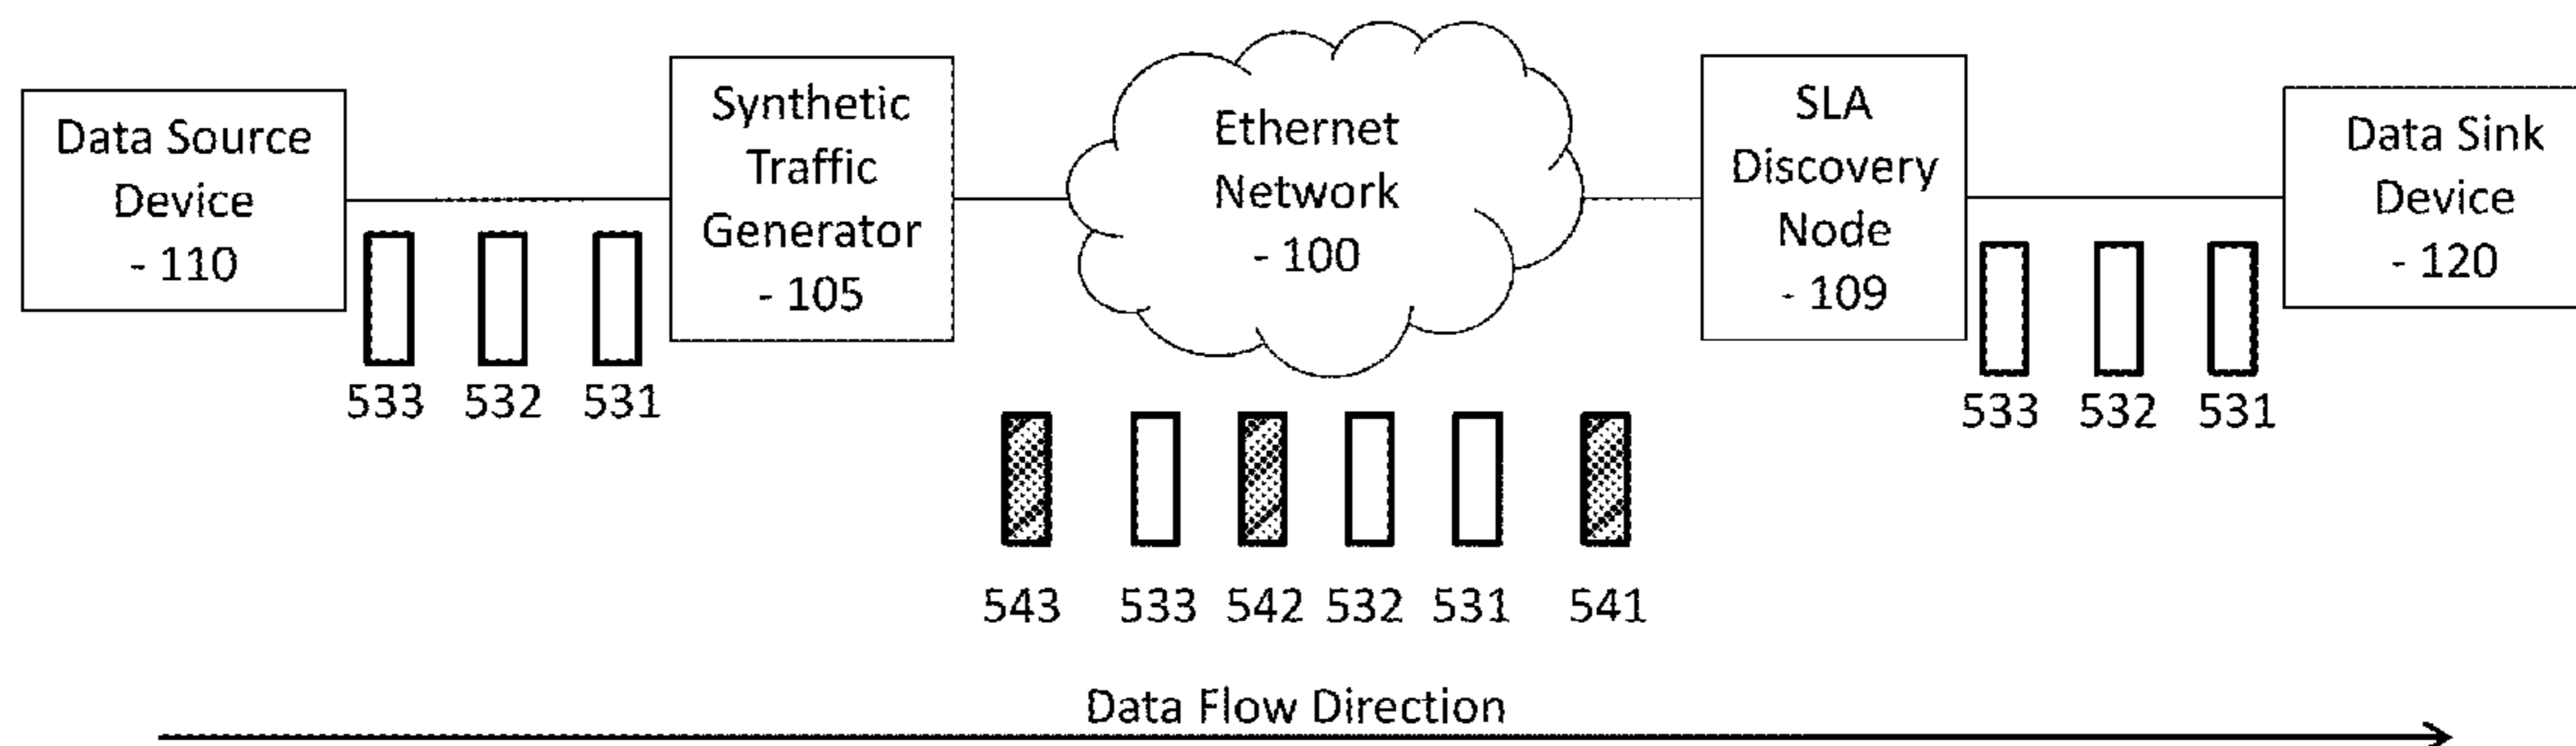 Data Source
Device
- 110
Synthetic
Traffic
Generator
- 105
Ethernet
Network
- 100
SLA
Discovery
Node
- 109
Data Sink
Device
- 120
533 532 531
533 532 531
543 533 542 532 531 541
Data Flow Direction